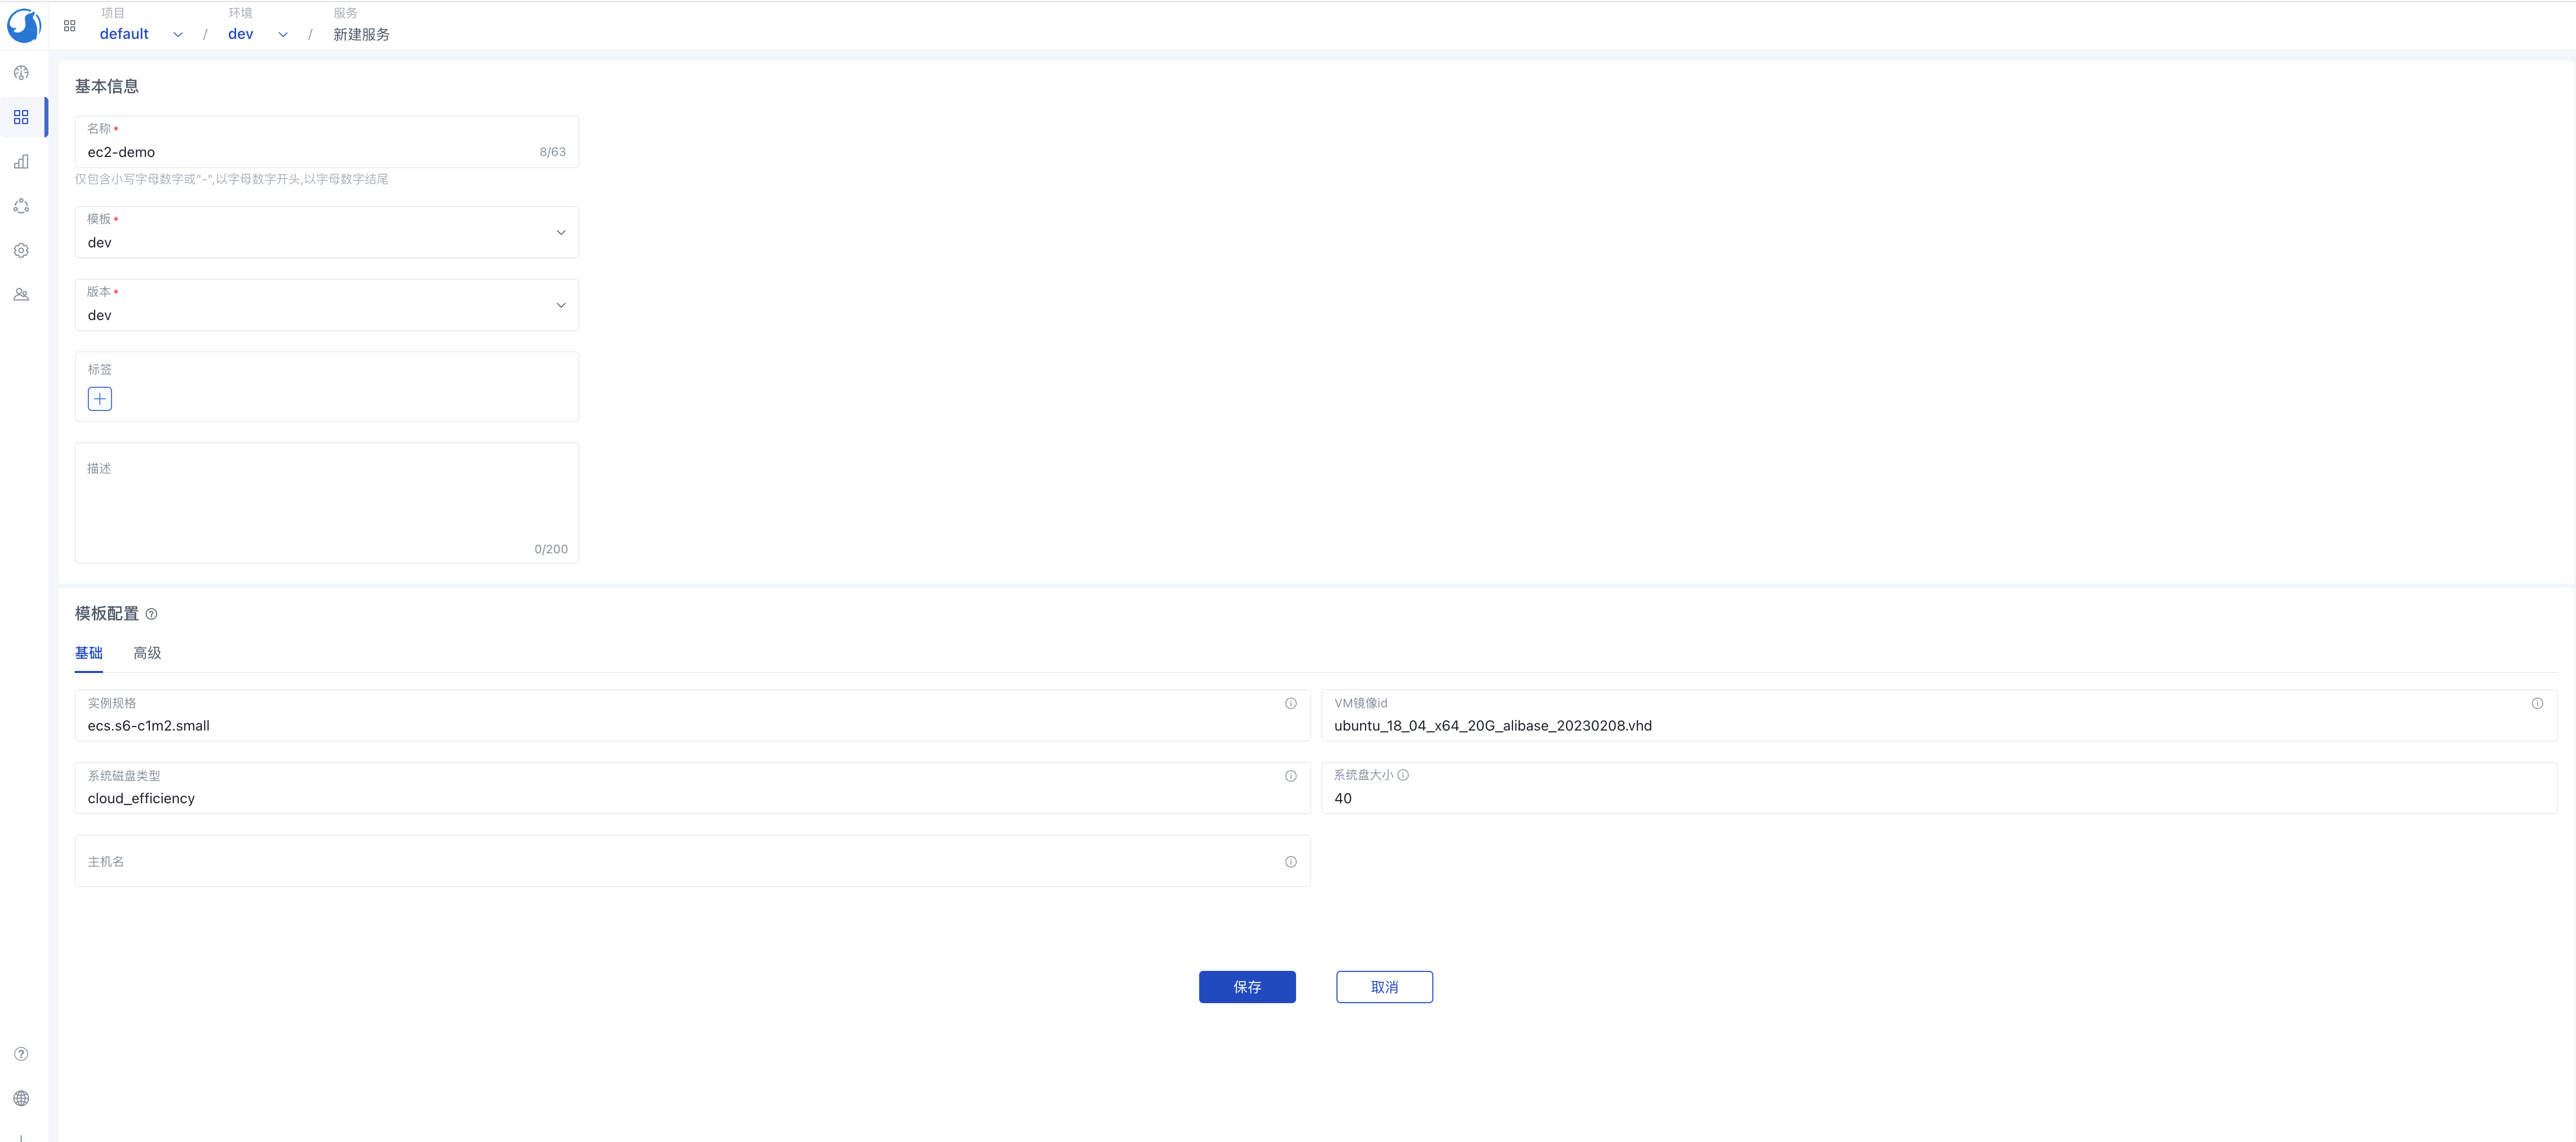 项目
default
/
环境
dev
/
服务
新建服务
基本信息
名称*
ec2-demo
8/63
仅包含小写字母数字或"-",以字母数字开头,以字母数字结尾
模板*
dev
版本*
dev
标签
描述
0/200
模板配置
基础 高级
实例规格
ecs.s6-c1m2.small
VM镜像id
ubuntu_18_04_x64_20G_alibase_20230208.vhd
系统磁盘类型
cloud_efficiency
系统盘大小
40
主机名
保存 取消